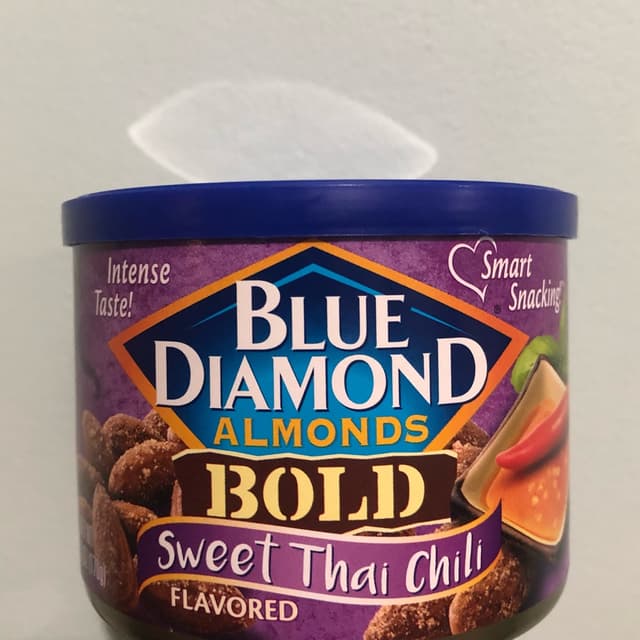 Intense
Taste!
Smart
Snacking
BLUE
DIAMOND
ALMONDS
BOLD
Sweet Thai Chili
FLAVORED